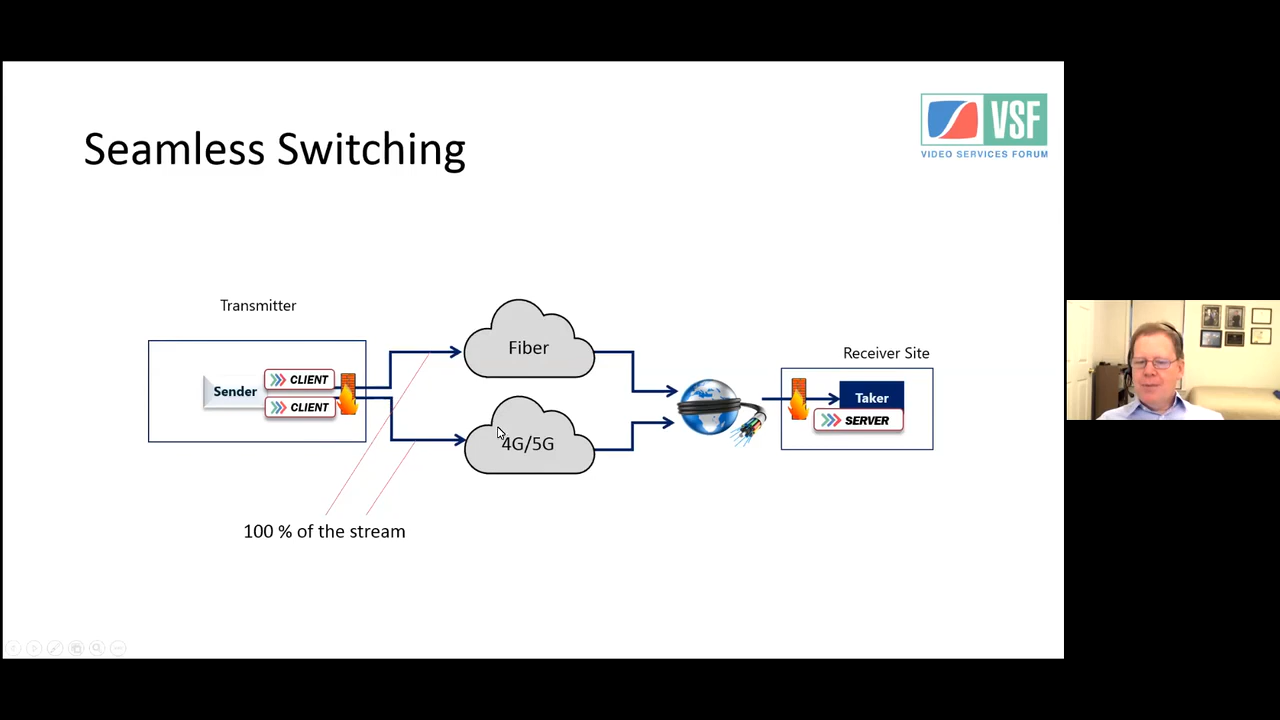 VSF
VIDEO SERVICES FORUM
Seamless Switching
Transmitter
Fiber
Receiver Site
CLIENT
Sender
CLIENT
Taker
SERVER
4G/5G
100 % of the stream